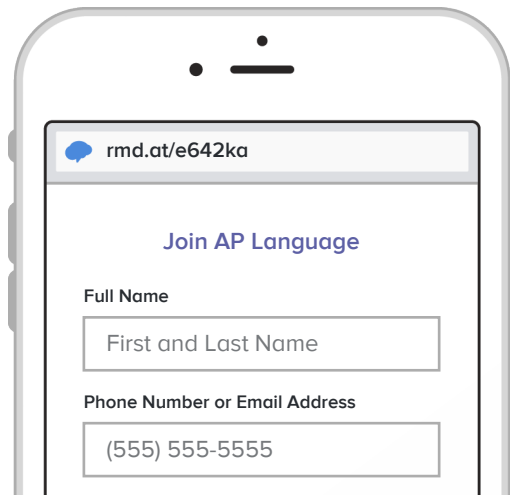 rmd.at/e642ka
Join AP Language
Full Name
First and Last Name
Phone Number or Email Address
(555) 555-5555